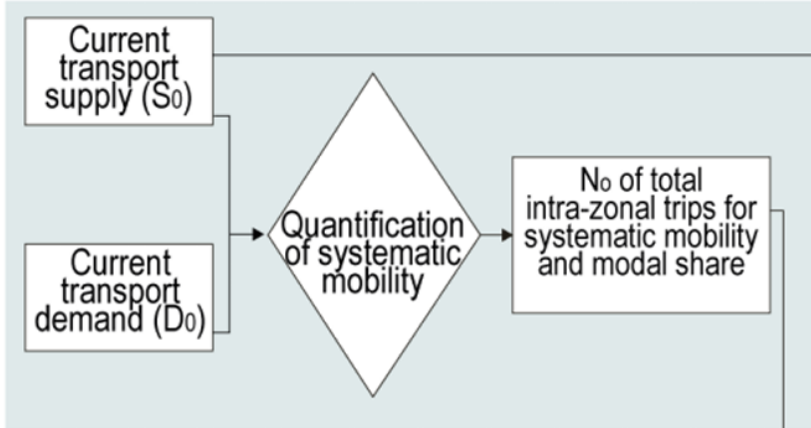 Current
transport
supply (S0)
Current
transport
demand (D0)
Quantification
of systematic
mobility
No of total
intra-zonal trips for
systematic mobility
and modal share